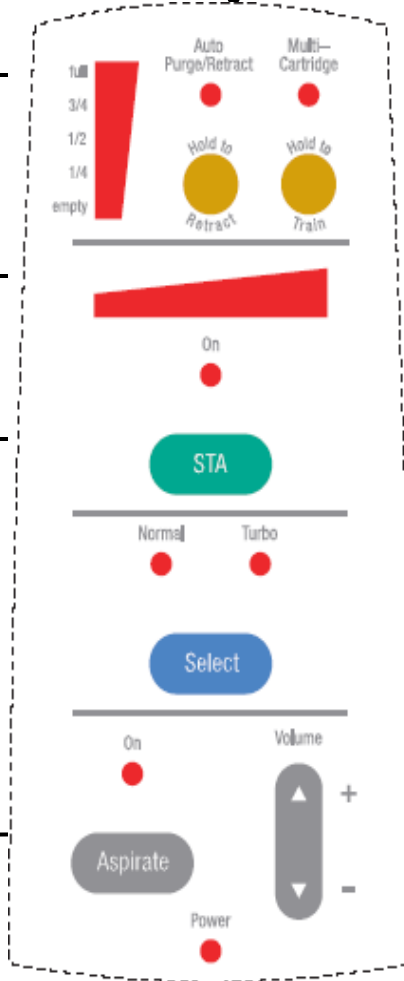 Auto
Purge/Retract
Multi-
Cartridge
full
3/4
1/2
1/4
empty
Hold to
Retract
Hold to
Train
On
STA
Normal
Turbo
Select
On
Volume
+
Aspirate
-
Power